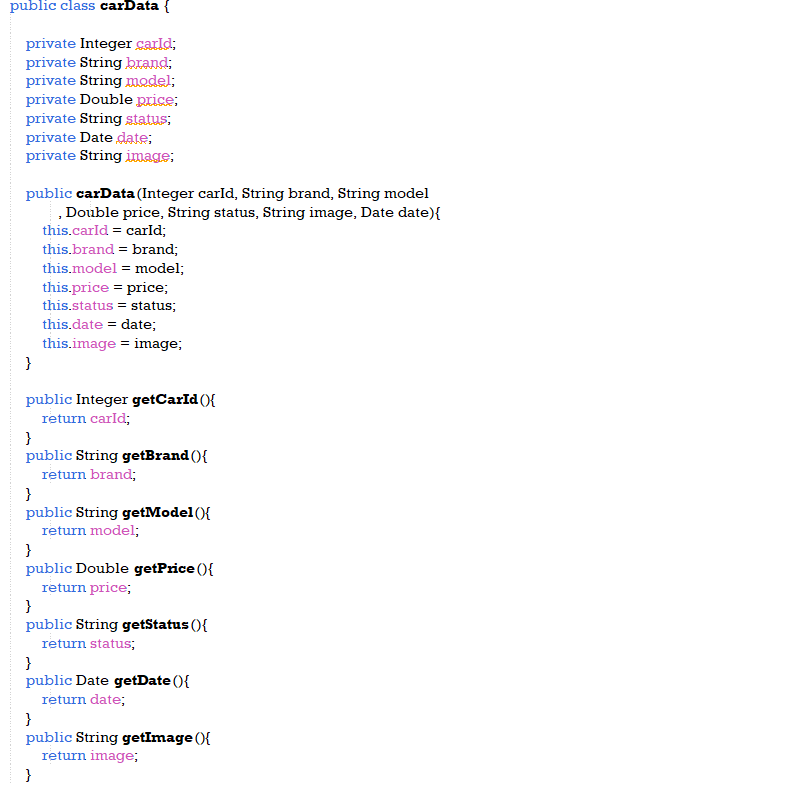 public class carData {
private Integer carId;
private String brand;
private String model;
private Double price;
private String status;
private Date date;
private String image;
public carData(Integer carId, String brand, String model
, Double price, String status, String image, Date date){
this.carId = carId;
this.brand = brand;
this.model = model;
this.price = price;
this.status = status;
this.date = date;
this.image = image;
}
public Integer getCarId(){
return carId;
}
public String getBrand(){
return brand;
}
public String getModel(){
return model;
}
public Double getPrice(){
return price;
}
public String getStatus(){
return status;
}
public Date getDate(){
return date;
}
public String getImage(){
return image;
}